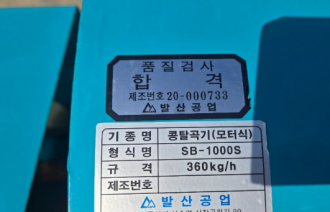 품질검사
합 격
제조번호 20-000733
발산공업
기종명 콩탈곡기(모터식)
형식명 SB-1000S
규 격 360kg/h
제조번호
발산공업